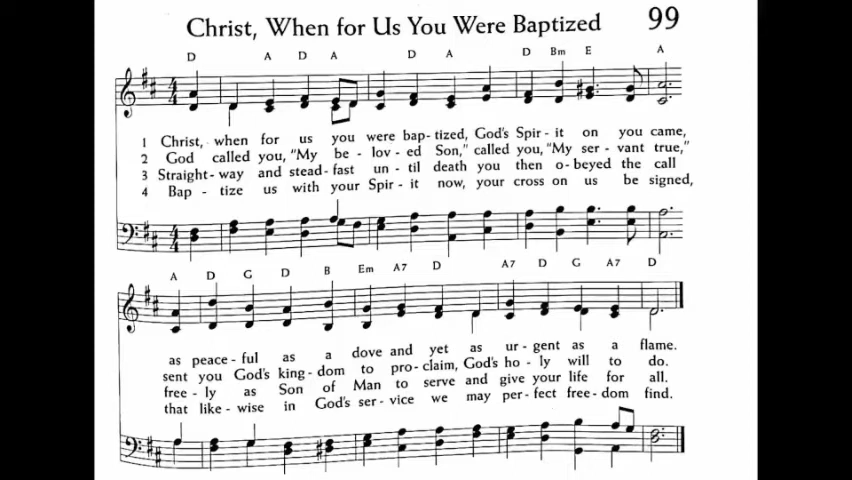 Christ, When for Us You Were Baptized 99
D A D A D A D Bm E A
4 4
1 Christ, when for us you were bap- tized, God's Spir- it on you came,
2 God called you, "My be - lov - ed Son," called you, "My ser - vant true,"
3 Straight- way and stead- fast un - til death you then o- beyed the call
4 Bap - tize us with your Spir- it now, your cross on us be signed,
4 4
A D G D B Em A7 D A7 D G A7 D
as peace- ful as a dove and yet as ur- gent as a flame.
sent you God's king- dom to pro- claim, God's ho- ly will to do.
free- ly as Son of Man to serve and give your life for all.
that like- wise in God's ser- vice we may per- fect free- dom find.